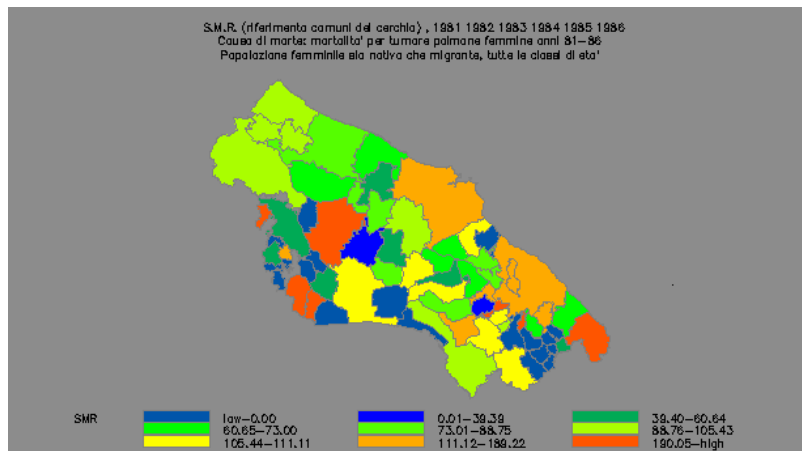 S.M.R. (riferimento comuni del cerchio) , 1981 1982 1983 1984 1985 1986
Causa di morte: mortalita' per tumore polmone femmine anni 81-86
Popolazione femminile sia nativa che migrante, tutte le classi di eta'
SMR low-0.00 0.01-39.39 39.40-60.64
60.65-73.00 73.01-88.75 88.76-105.43
105.44-111.11 111.12-189.22 190.05-high